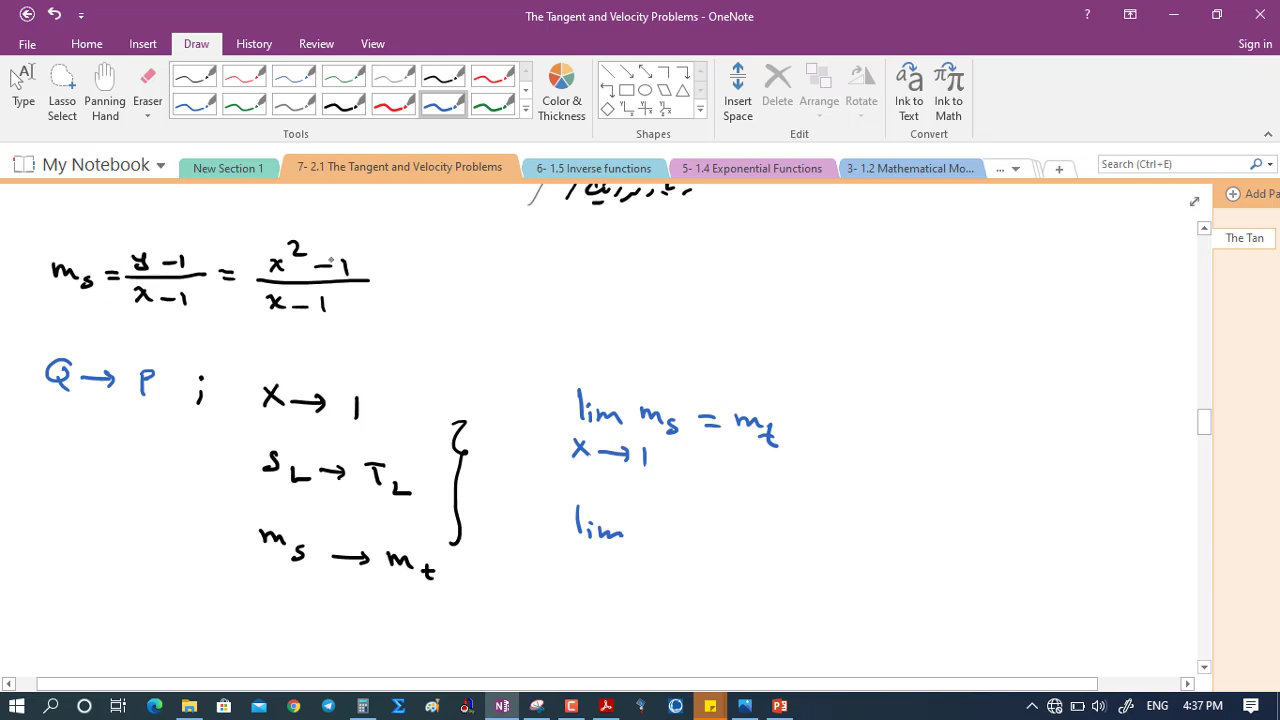 The Tangent and Velocity Problems - OneNote
File Home Insert Draw History Review View Sign in
Type Lasso Select Panning Hand Eraser Color & Thickness Insert Space Delete Arrange Rotate Ink to Text Ink to Math
Tools Shapes Edit Convert
My Notebook New Section 1 7- 2.1 The Tangent and Velocity Problems 6- 1.5 Inverse functions 5- 1.4 Exponential Functions 3- 1.2 Mathematical Mo... ... + Search (Ctrl+E)
Add Pa
The Tan
m_s = (y - 1)/(x - 1) = (x² - 1)/(x - 1)
Q → P ; x → 1
S_L → T_L
m_s → m_t
lim m_s = m_t
x → 1
lim
ENG 4:37 PM